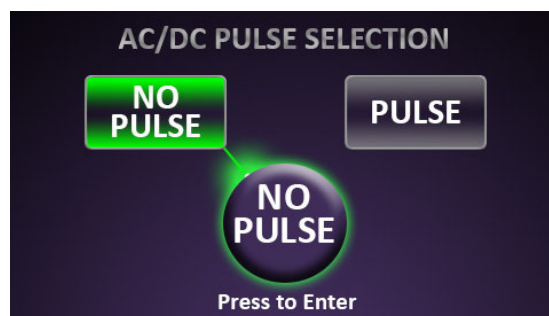 AC/DC PULSE SELECTION
NO
PULSE
PULSE
NO
PULSE
Press to Enter